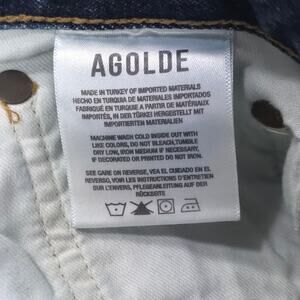 AGOLDE
MADE IN TURKEY OF IMPORTED MATERIALS
HECHO EN TURQUIA DE MATERIALES IMPORTADOS
FABRIQUÉ EN TURQUIE A PARTIR DE MATÉRIAUX
IMPORTÉS, IN DER TÜRKEI HERGESTELLT MIT
IMPORTIERTEN MATERIALIEN
MACHINE WASH COLD INSIDE OUT WITH
LIKE COLORS, DO NOT BLEACH,TUMBLE
DRY LOW, IRON MEDIUM IF NECESSARY,
IF DECORATED OR PRINTED DO NOT IRON.
SEE CARE ON REVERSE, VEA EL CUIDADO EN EL
REVERSO, VOIR LES INSTRUCTIONS D'ENTRETIEN
SUR L'ENVERS, PFLEGEANLEITUNG AUF DER
RÜCKSEITE